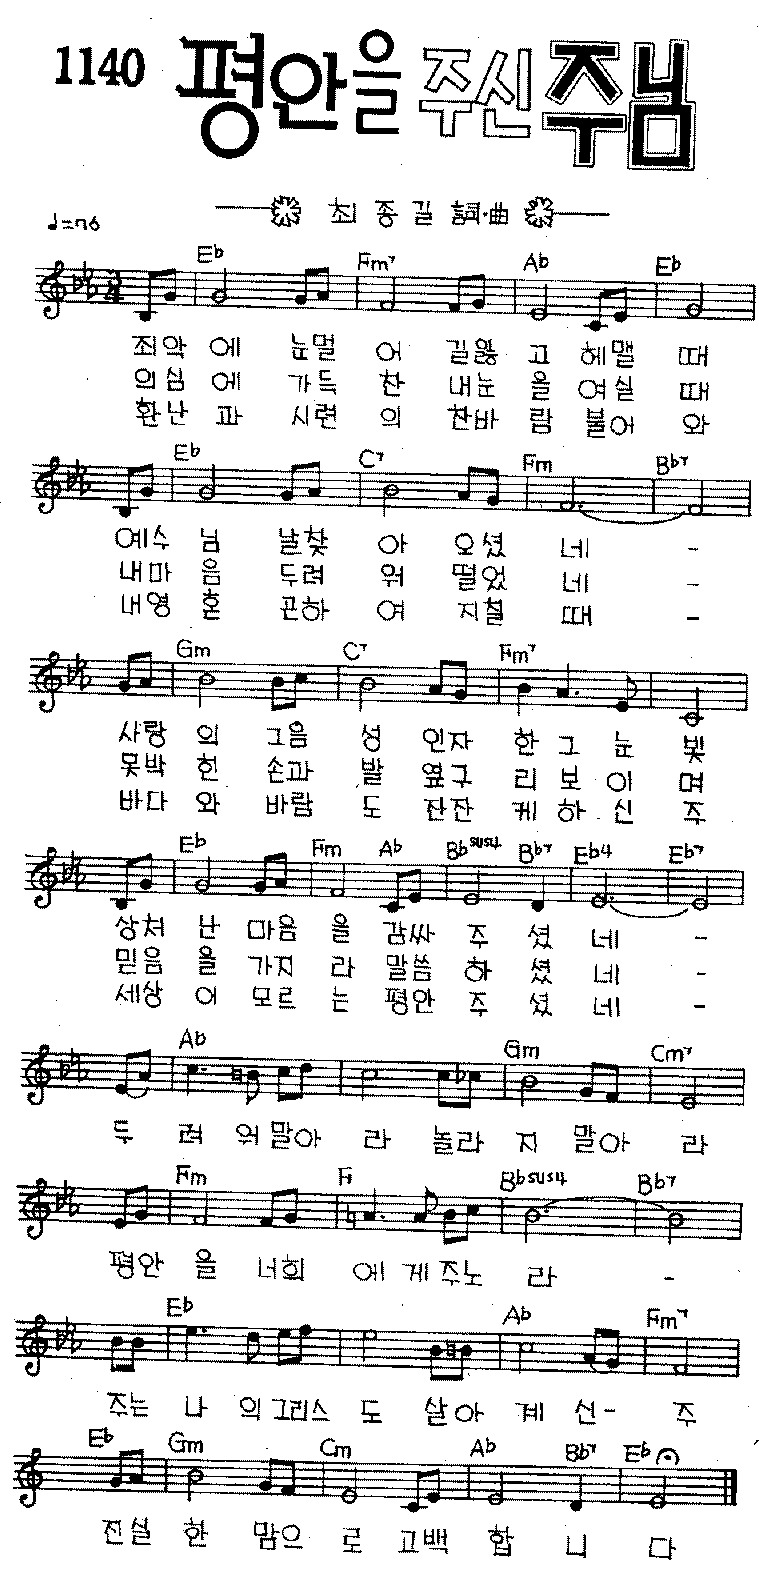 1140 평안을 주신 주님
♩=76 최 종 길 詞·曲
Eb Fm7 Ab Eb
죄악 에 눈멀 어 길잃 고 헤맬 때
의심 에 가득 찬 내눈 을 여실 때
환난 과 시련 의 찬바 람 불어 와
Eb C7 Fm Bb7
예수 님 날찾 아 오셨 네 -
내마 음 두려 워 떨었 네 -
내영 혼 곤하 여 지칠 때 -
Gm C7 Fm7
사랑 의 그음 성 인자 한 그 눈 빛
못박 힌 손과 발 옆구 리 보 이 며
바다 와 바람 도 잔잔 케 하 신 주
Eb Fm Ab Bbsus4 Bb7 Eb4 Eb7
상처 난 마음 을 감싸 주 셨 네 -
믿음 을 가지 라 말씀 하 셨 네 -
세상 이 모르 는 평안 주 셨 네 -
Ab Gm Cm7
두 려 워말아 라 놀라 지 말아 라
Fm F Bbsus4 Bb7
평안 을 너희 에 게주노 라 -
Eb Ab Fm7
주는 나 의그리스 도 살아 계 신- 주
Eb Gm Cm Ab Bb7 Eb
진실 한 맘으 로 고백 합 니 다